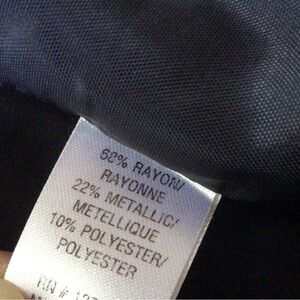 68% RAYON/
RAYONNE
22% METALLIC/
METELLIQUE
10% POLYESTER/
POLYESTER